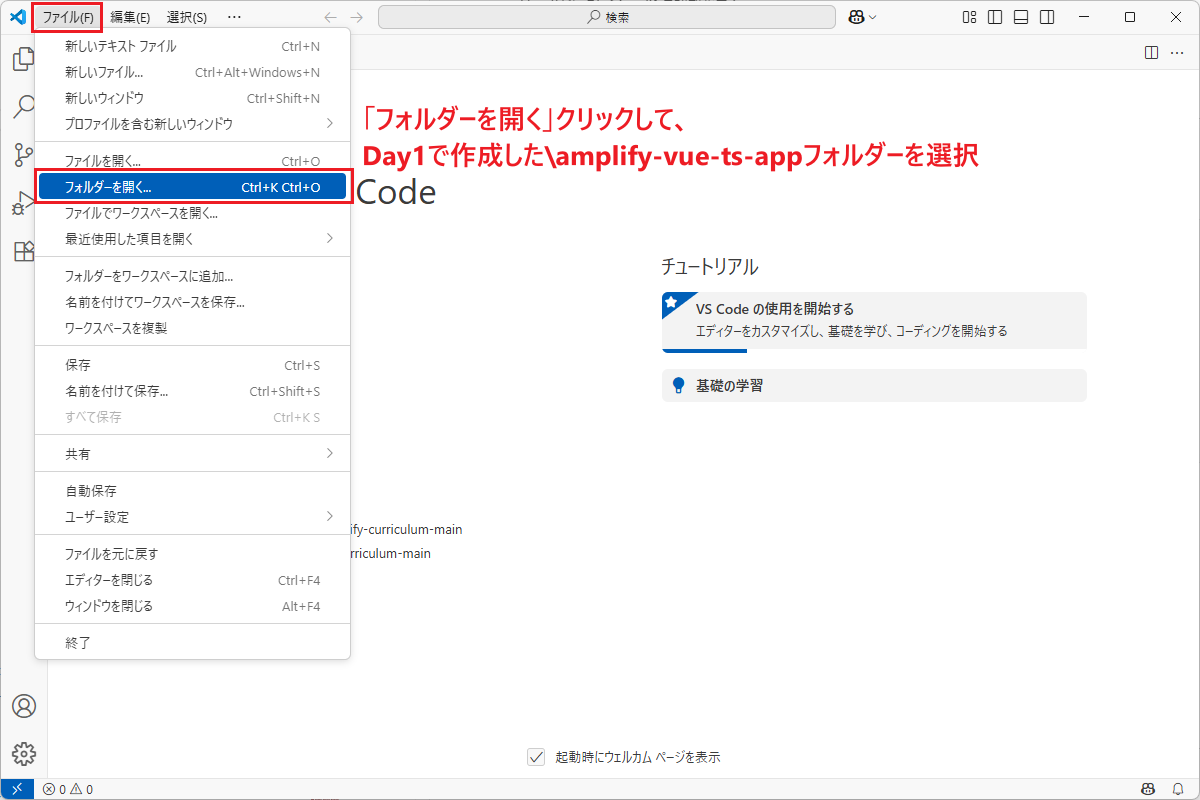 ファイル(F) 編集(E) 選択(S) … 検索
新しいテキスト ファイル Ctrl+N
新しいファイル... Ctrl+Alt+Windows+N
新しいウィンドウ Ctrl+Shift+N
プロファイルを含む新しいウィンドウ
ファイルを開く... Ctrl+O
フォルダーを開く... Ctrl+K Ctrl+O
ファイルでワークスペースを開く...
最近使用した項目を開く
フォルダーをワークスペースに追加...
名前を付けてワークスペースを保存...
ワークスペースを複製
保存 Ctrl+S
名前を付けて保存... Ctrl+Shift+S
すべて保存 Ctrl+K S
共有
自動保存
ユーザー設定
ファイルを元に戻す
エディターを閉じる Ctrl+F4
ウィンドウを閉じる Alt+F4
終了
「フォルダーを開く」クリックして、
Day1で作成した\amplify-vue-ts-appフォルダーを選択
Code
チュートリアル
VS Code の使用を開始する
エディターをカスタマイズし、基礎を学び、コーディングを開始する
基礎の学習
ify-curriculum-main
rriculum-main
起動時にウェルカム ページを表示
0 0